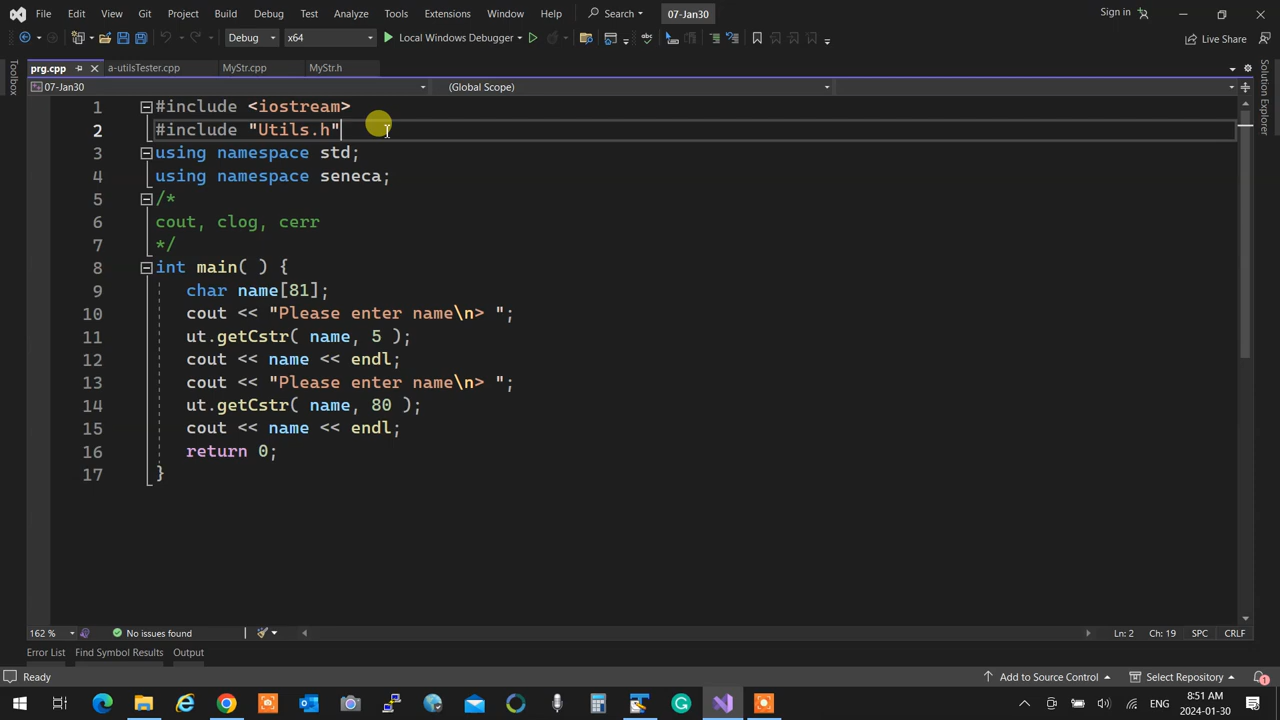 File Edit View Git Project Build Debug Test Analyze Tools Extensions Window Help Search 07-Jan30 Sign in
Debug x64 Local Windows Debugger Live Share
prg.cpp a-utilsTester.cpp MyStr.cpp MyStr.h
07-Jan30 (Global Scope)
Toolbox
Solution Explorer
1 #include <iostream>
2 #include "Utils.h"
3 using namespace std;
4 using namespace seneca;
5 /*
6 cout, clog, cerr
7 */
8 int main( ) {
9 char name[81];
10 cout << "Please enter name\n> ";
11 ut.getCstr( name, 5 );
12 cout << name << endl;
13 cout << "Please enter name\n> ";
14 ut.getCstr( name, 80 );
15 cout << name << endl;
16 return 0;
17 }
162 % No issues found Ln: 2 Ch: 19 SPC CRLF
Error List Find Symbol Results Output
Ready Add to Source Control Select Repository 1
ENG 8:51 AM
2024-01-30